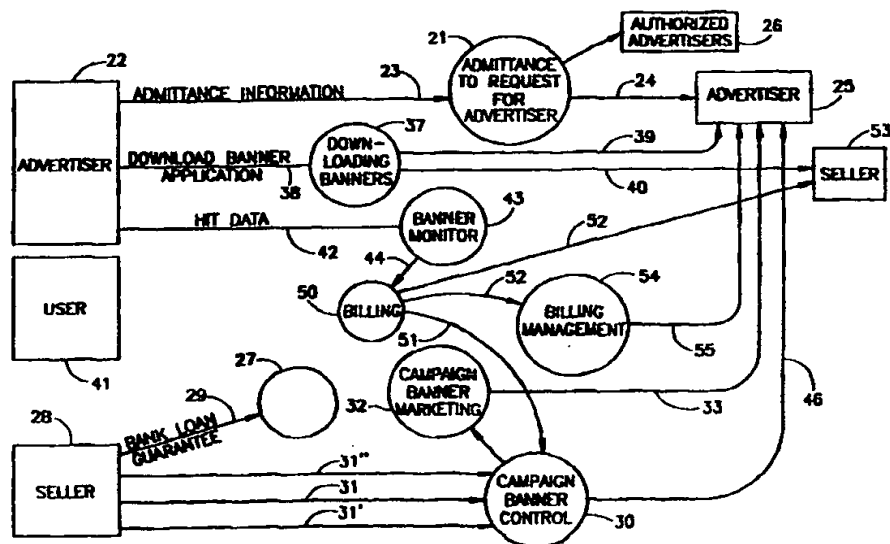 21
22
23
ADMITTANCE
TO REQUEST
FOR
ADVERTISER
AUTHORIZED
ADVERTISERS
26
ADMITTANCE INFORMATION
24
ADVERTISER
25
ADVERTISER
37
DOWN-
LOADING
BANNERS
39
53
DOWNLOAD BANNER
APPLICATION
38
40
SELLER
HIT DATA
42
BANNER
MONITOR
43
44
52
USER
41
50
BILLING
52
51
54
BILLING
MANAGEMENT
55
27
CAMPAIGN
BANNER
MARKETING
32
33
46
28
29
BANK LOAN
GUARANTEE
SELLER
31"
31
31'
CAMPAIGN
BANNER
CONTROL
30